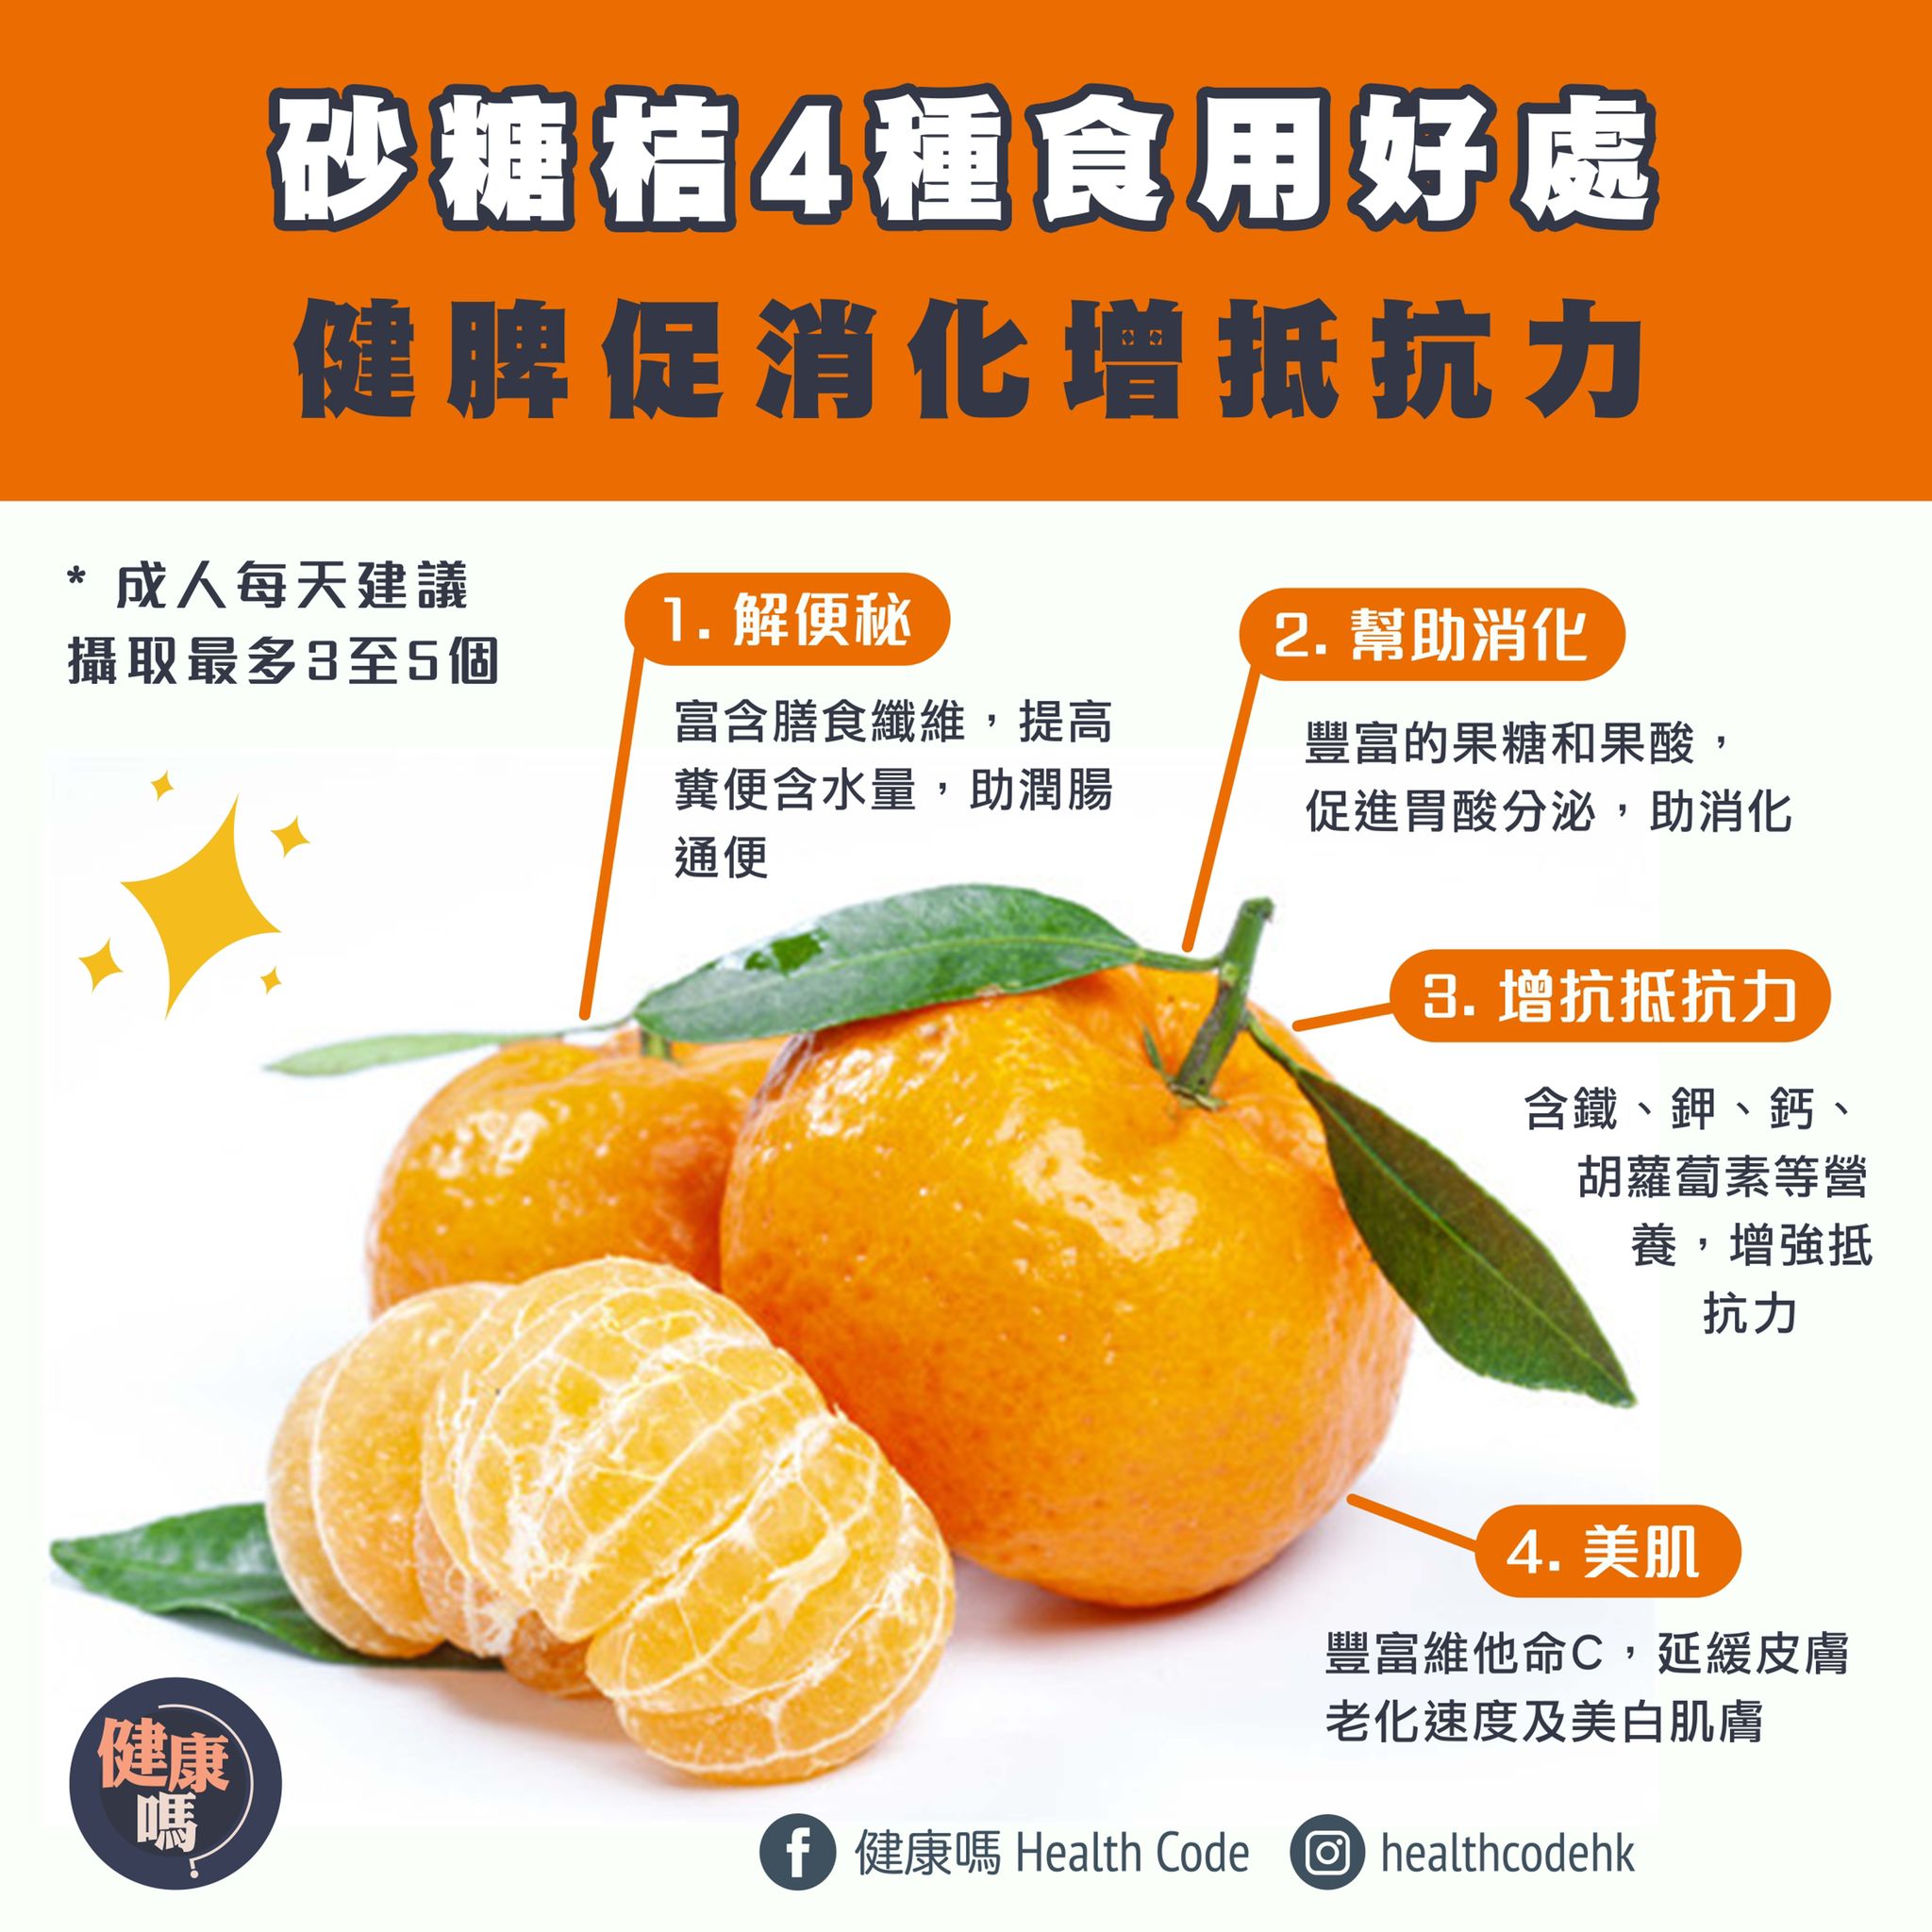 砂糖桔4種食用好處
健脾促消化增抵抗力
* 成人每天建議
攝取最多3至5個
1. 解便秘
富含膳食纖維，提高
糞便含水量，助潤腸
通便
2. 幫助消化
豐富的果糖和果酸，
促進胃酸分泌，助消化
3. 增抗抵抗力
含鐵、鉀、鈣、
胡蘿蔔素等營
養，增強抵
抗力
4. 美肌
豐富維他命C，延緩皮膚
老化速度及美白肌膚
健康
嗎
健康嗎 Health Code
healthcodehk